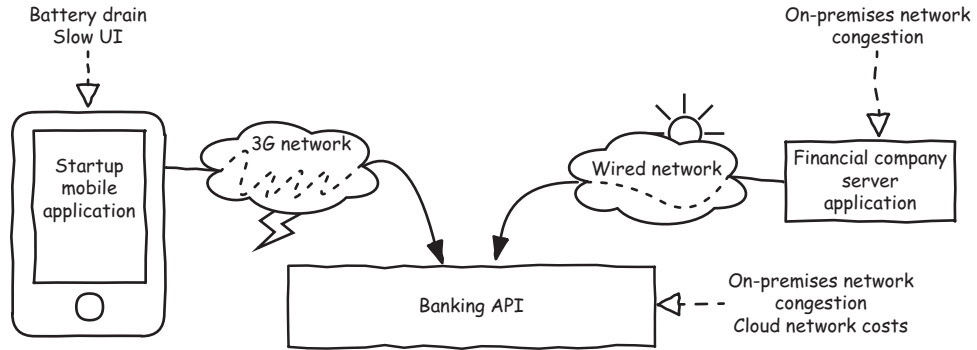 Battery drain
Slow UI
On-premises network
congestion
3G network
Startup
mobile
application
Wired network
Financial company
server
application
Banking API
On-premises network
congestion
Cloud network costs